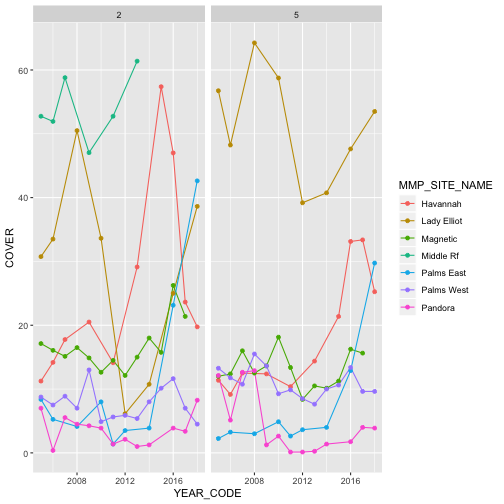 2
5
60
40
20
0
COVER
2008
2012
2016
2008
2012
2016
YEAR_CODE
MMP_SITE_NAME
Havannah
Lady Elliot
Magnetic
Middle Rf
Palms East
Palms West
Pandora